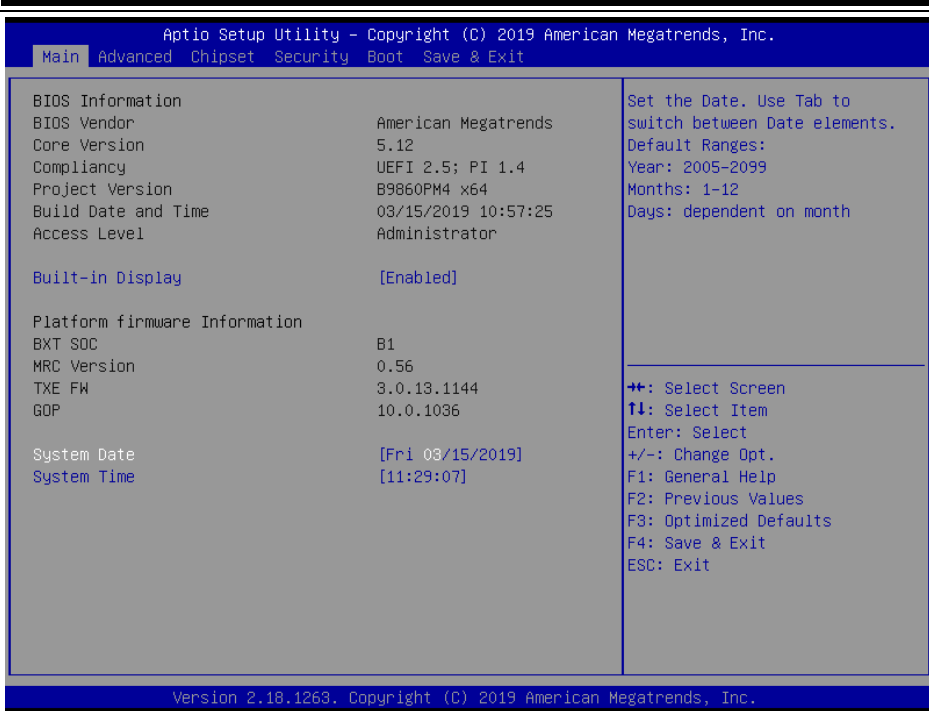 Aptio Setup Utility – Copyright (C) 2019 American Megatrends, Inc.
Main Advanced Chipset Security Boot Save & Exit
BIOS Information
BIOS Vendor American Megatrends
Core Version 5.12
Compliancy UEFI 2.5; PI 1.4
Project Version B9860PM4 x64
Build Date and Time 03/15/2019 10:57:25
Access Level Administrator
Built-in Display [Enabled]
Platform firmware Information
BXT SOC B1
MRC Version 0.56
TXE FW 3.0.13.1144
GOP 10.0.1036
System Date [Fri 03/15/2019]
System Time [11:29:07]
Set the Date. Use Tab to
switch between Date elements.
Default Ranges:
Year: 2005-2099
Months: 1-12
Days: dependent on month
→←: Select Screen
↑↓: Select Item
Enter: Select
+/-: Change Opt.
F1: General Help
F2: Previous Values
F3: Optimized Defaults
F4: Save & Exit
ESC: Exit
Version 2.18.1263. Copyright (C) 2019 American Megatrends, Inc.